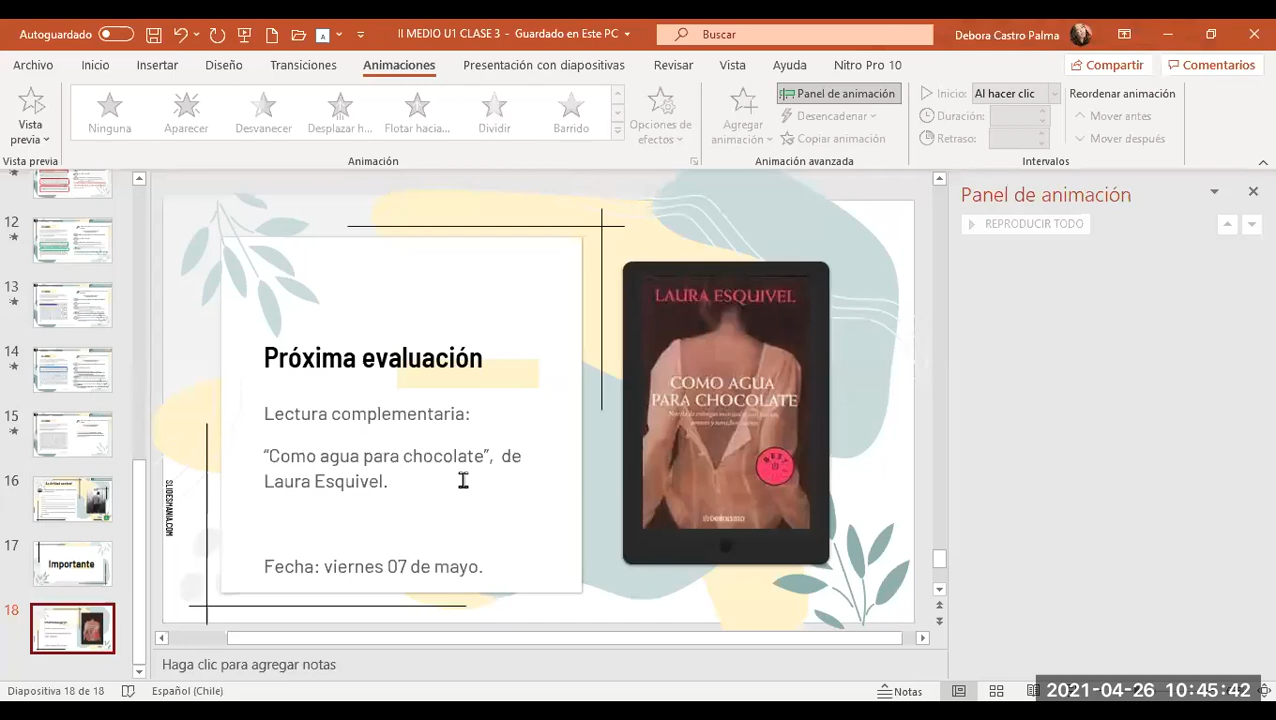 Autoguardado
A
II MEDIO U1 CLASE 3 - Guardado en Este PC
Buscar
Debora Castro Palma
Archivo
Inicio
Insertar
Diseño
Transiciones
Animaciones
Presentación con diapositivas
Revisar
Vista
Ayuda
Nitro Pro 10
Compartir
Comentarios
Vista previa
Ninguna
Aparecer
Desvanecer
Desplazar h...
Flotar hacia...
Dividir
Barrido
Opciones de efectos
Agregar animación
Panel de animación
Desencadenar
Copiar animación
Inicio:
Al hacer clic
Duración:
Retraso:
Reordenar animación
Mover antes
Mover después
Vista previa
Animación
Animación avanzada
Intervalos
12
13
14
15
16
17
Importante
18
SLIDESMANIA.COM
Próxima evaluación
Lectura complementaria:
“Como agua para chocolate”, de
Laura Esquivel.
Fecha: viernes 07 de mayo.
LAURA ESQUIVEL
COMO AGUA
PARA CHOCOLATE
Panel de animación
REPRODUCIR TODO
Haga clic para agregar notas
Diapositiva 18 de 18
Español (Chile)
Notas
2021-04-26 10:45:42